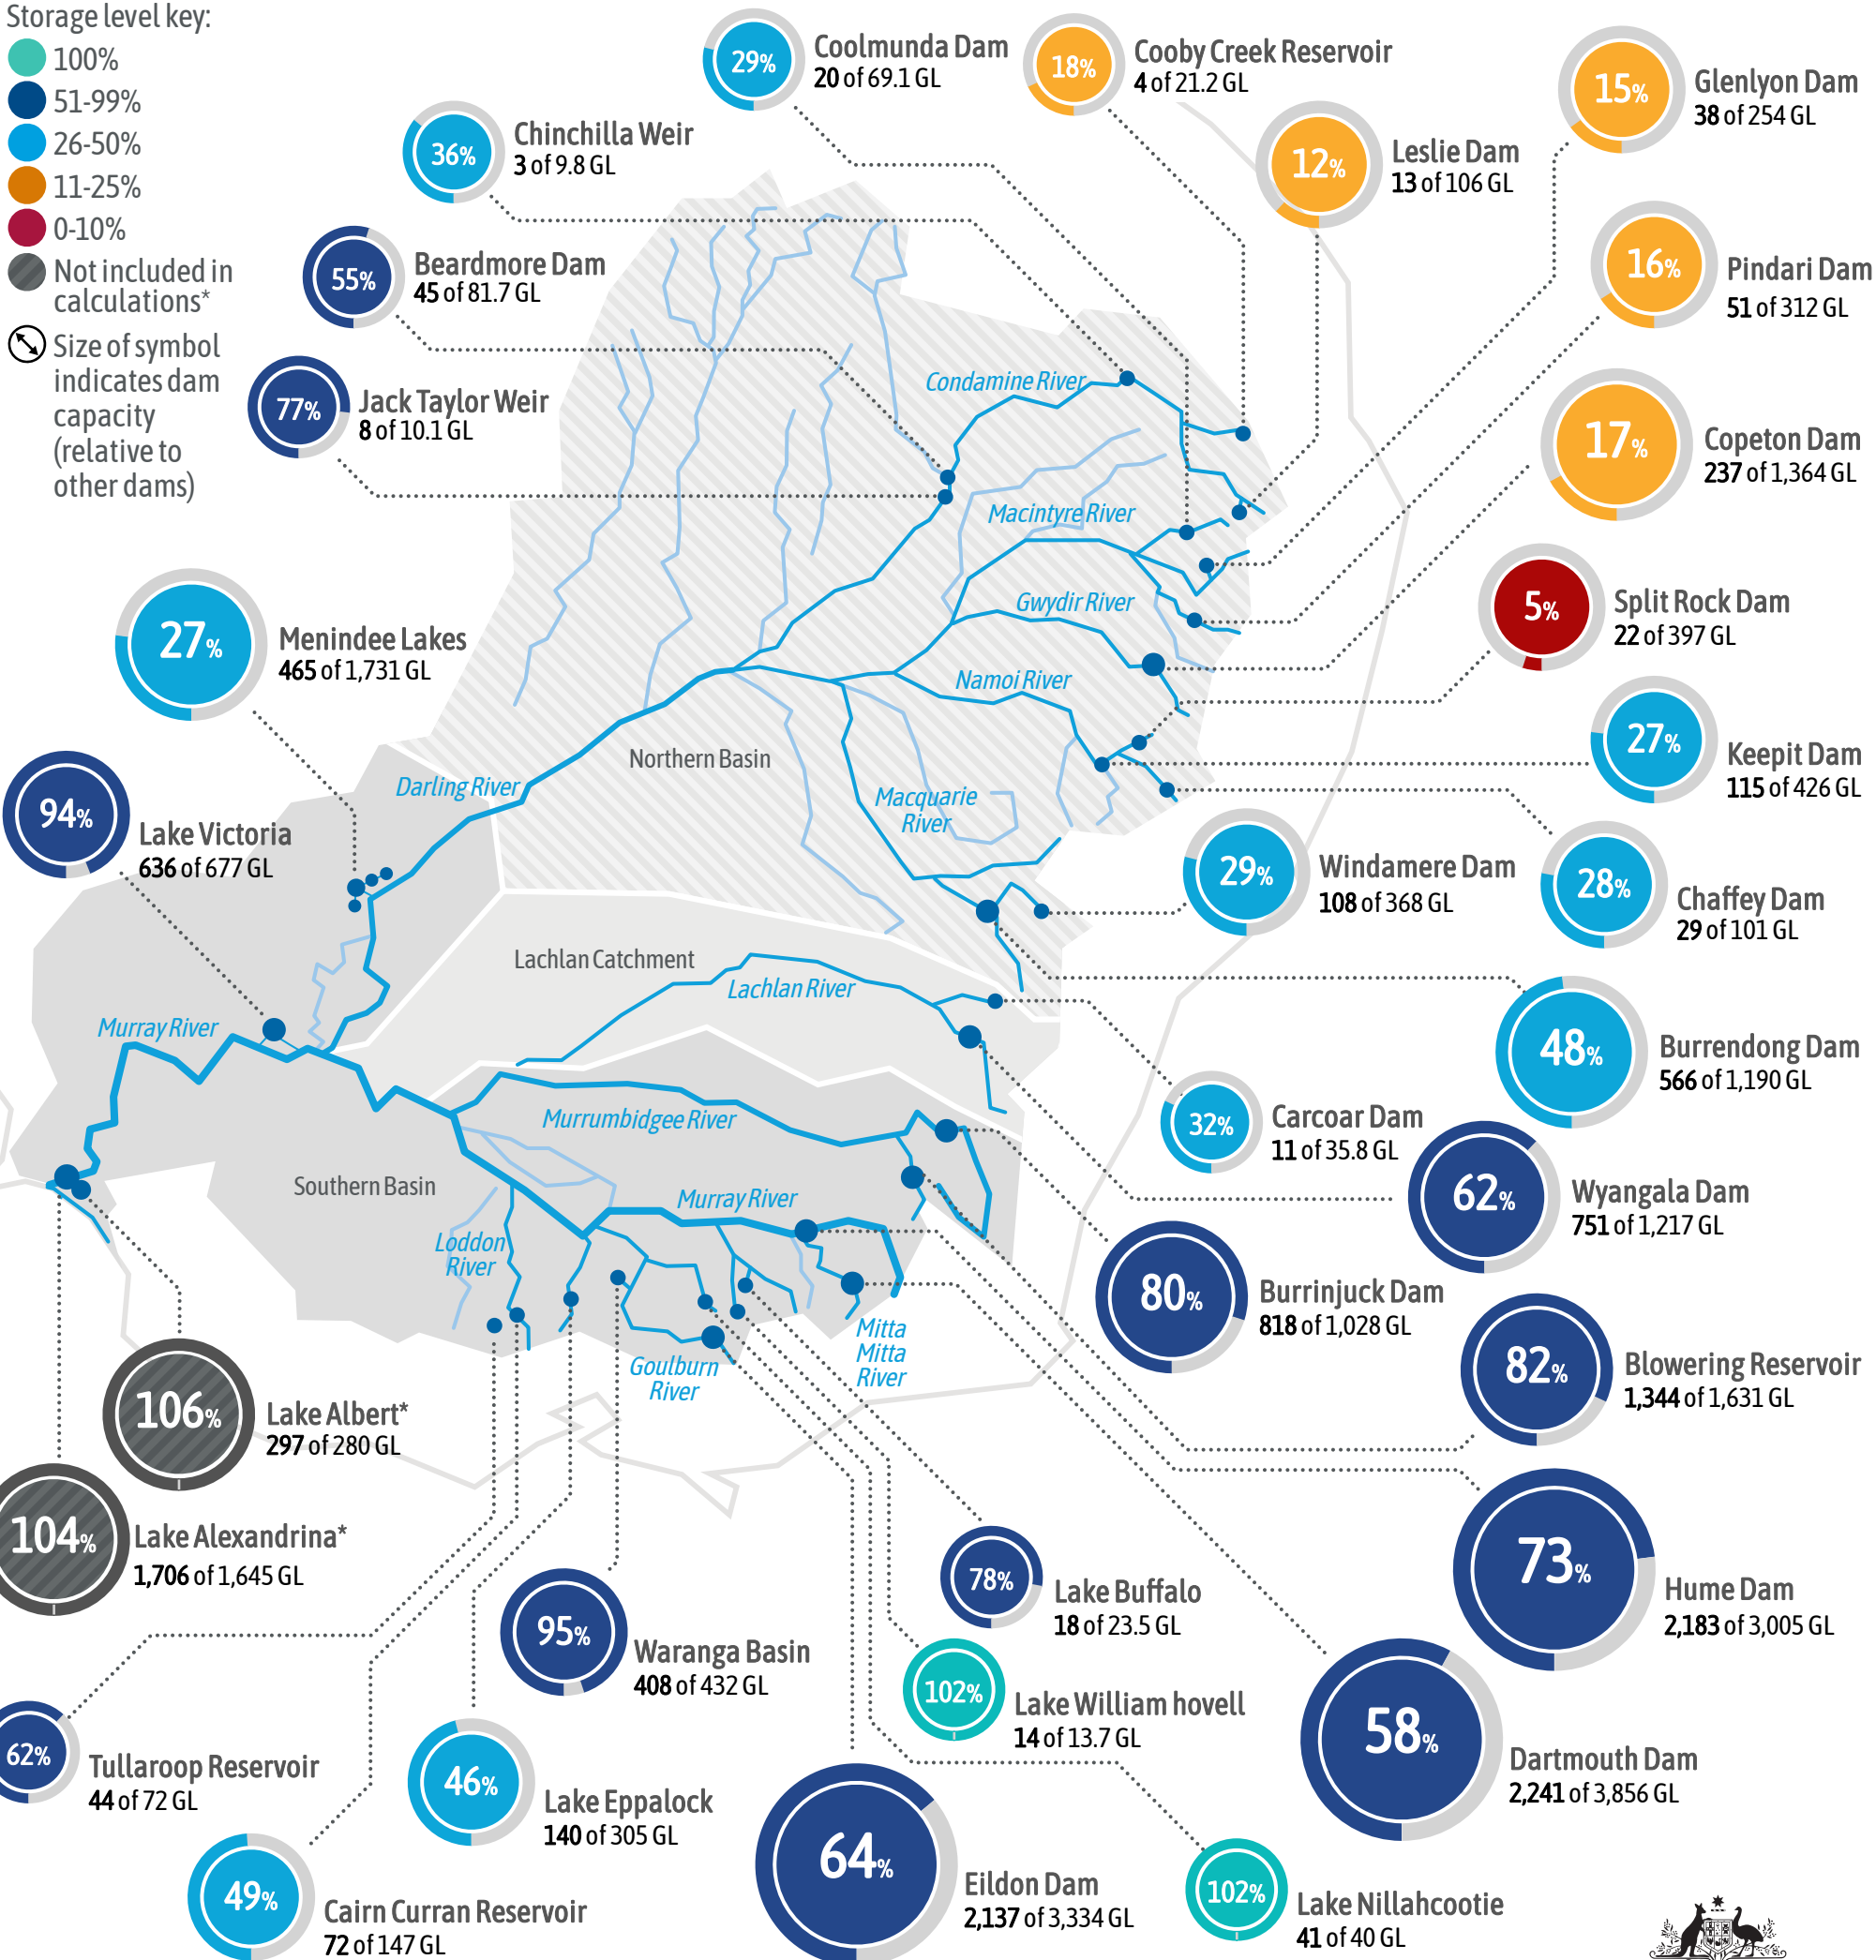 Storage level key:
100%
51-99%
26-50%
11-25%
0-10%
Not included in
calculations*
Size of symbol
indicates dam
capacity
(relative to
other dams)
29%
Coolmunda Dam
20 of 69.1 GL
18%
Cooby Creek Reservoir
4 of 21.2 GL
15%
Glenlyon Dam
38 of 254 GL
36%
Chinchilla Weir
3 of 9.8 GL
12%
Leslie Dam
13 of 106 GL
55%
Beardmore Dam
45 of 81.7 GL
16%
Pindari Dam
51 of 312 GL
77%
Jack Taylor Weir
8 of 10.1 GL
Condamine River
17%
Copeton Dam
237 of 1,364 GL
Macintyre River
Gwydir River
5%
Split Rock Dam
22 of 397 GL
27%
Menindee Lakes
465 of 1,731 GL
Namoi River
27%
Keepit Dam
115 of 426 GL
Northern Basin
Darling River
Macquarie
River
94%
Lake Victoria
636 of 677 GL
29%
Windamere Dam
108 of 368 GL
28%
Chaffey Dam
29 of 101 GL
Lachlan Catchment
Lachlan River
Murray River
48%
Burrendong Dam
566 of 1,190 GL
Murrumbidgee River
32%
Carcoar Dam
11 of 35.8 GL
62%
Wyangala Dam
751 of 1,217 GL
Southern Basin
Murray River
Loddon
River
80%
Burrinjuck Dam
818 of 1,028 GL
Mitta
Mitta
River
Goulburn
River
82%
Blowering Reservoir
1,344 of 1,631 GL
106%
Lake Albert*
297 of 280 GL
104%
Lake Alexandrina*
1,706 of 1,645 GL
73%
Hume Dam
2,183 of 3,005 GL
78%
Lake Buffalo
18 of 23.5 GL
95%
Waranga Basin
408 of 432 GL
102%
Lake William hovell
14 of 13.7 GL
58%
Dartmouth Dam
2,241 of 3,856 GL
62%
Tullaroop Reservoir
44 of 72 GL
46%
Lake Eppalock
140 of 305 GL
64%
Eildon Dam
2,137 of 3,334 GL
49%
Cairn Curran Reservoir
72 of 147 GL
102%
Lake Nillahcootie
41 of 40 GL